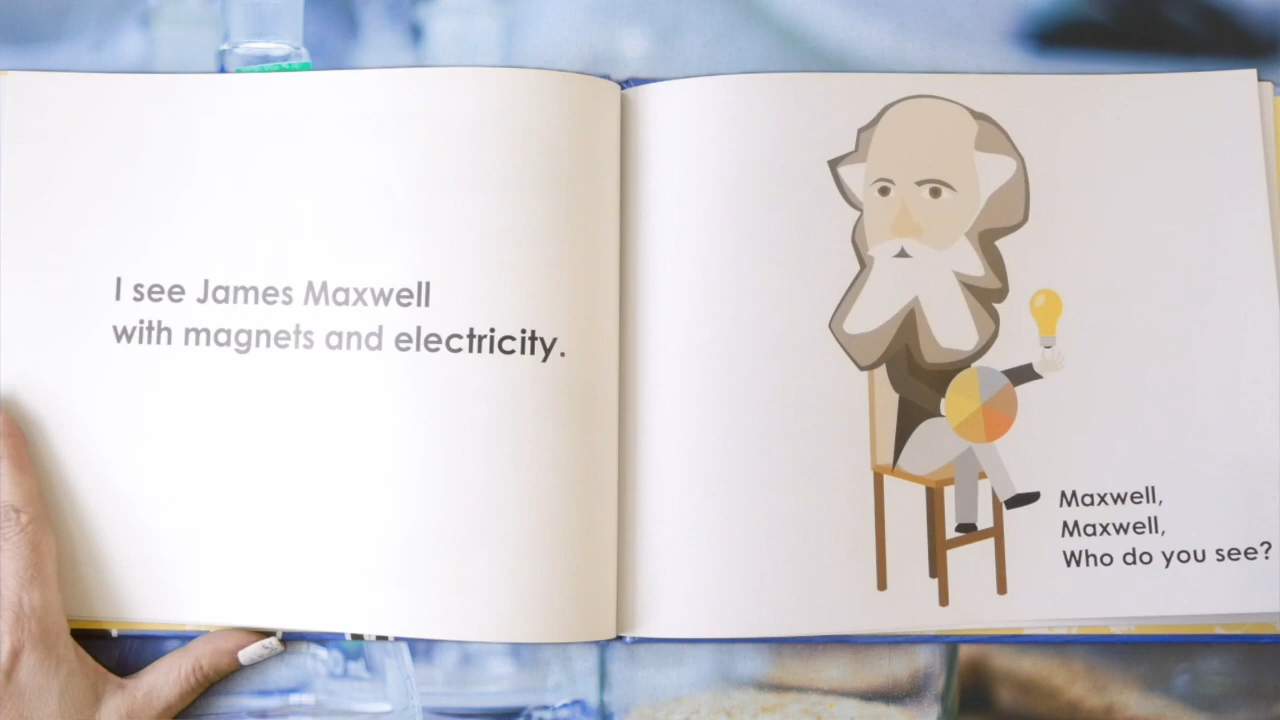 I see James Maxwell
with magnets and electricity.
Maxwell,
Maxwell,
Who do you see?